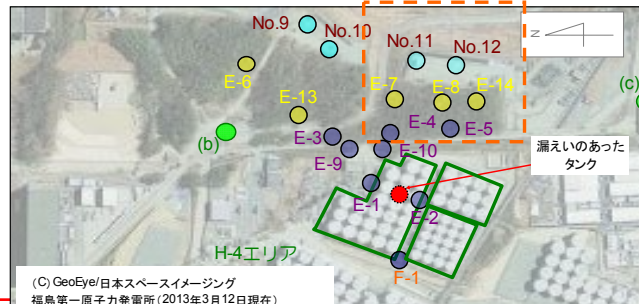 No.9
No.10
No.11
No.12
N
E-6
E-7
E-8
E-14
(c)
E-13
(b)
E-3
E-4
E-5
E-9
E-10
漏えいのあった
タンク
E-1
E-2
H-4エリア
F-1
(C) GeoEye/日本スペースイメージング
福島第一原子力発電所(2013年3月12日現在)